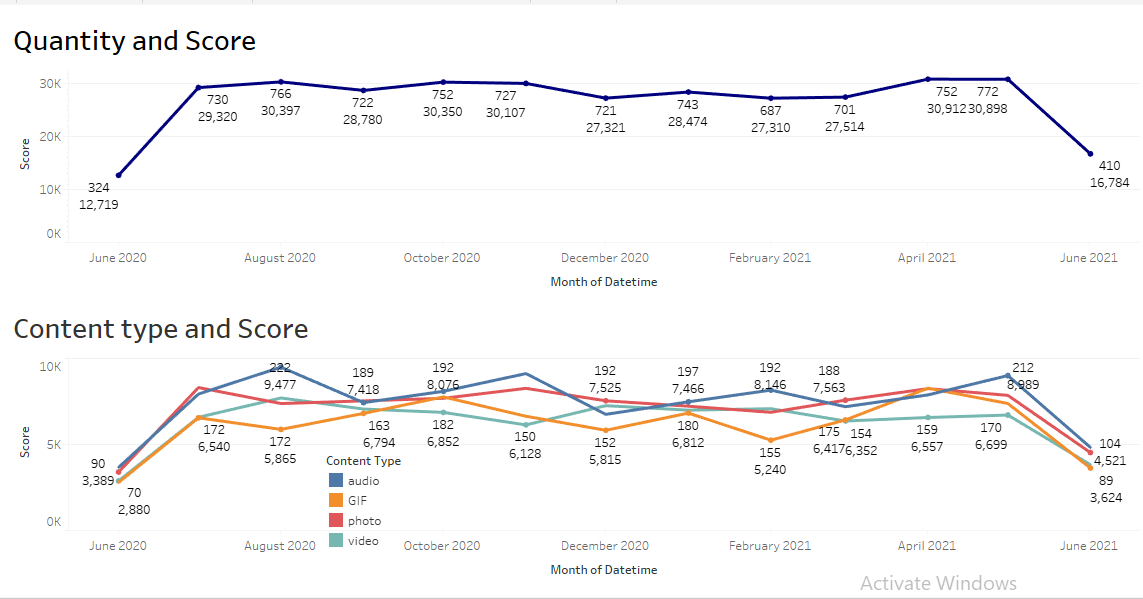 Quantity and Score
30K
20K
10K
0K
Score
324
12,719
730
29,320
766
30,397
722
28,780
752
30,350
727
30,107
721
27,321
743
28,474
687
27,310
701
27,514
752
30,912
772
30,898
410
16,784
June 2020
August 2020
October 2020
December 2020
February 2021
April 2021
June 2021
Month of Datetime
Content type and Score
10K
5K
0K
Score
90
3,389
70
2,880
172
6,540
222
9,477
172
5,865
189
7,418
163
6,794
192
8,076
182
6,852
150
6,128
192
7,525
152
5,815
197
7,466
180
6,812
192
8,146
155
5,240
188
7,563
175
6,417
154
6,352
159
6,557
170
6,699
212
8,989
104
4,521
89
3,624
Content Type
audio
GIF
photo
video
June 2020
August 2020
October 2020
December 2020
February 2021
April 2021
June 2021
Month of Datetime
Activate Windows